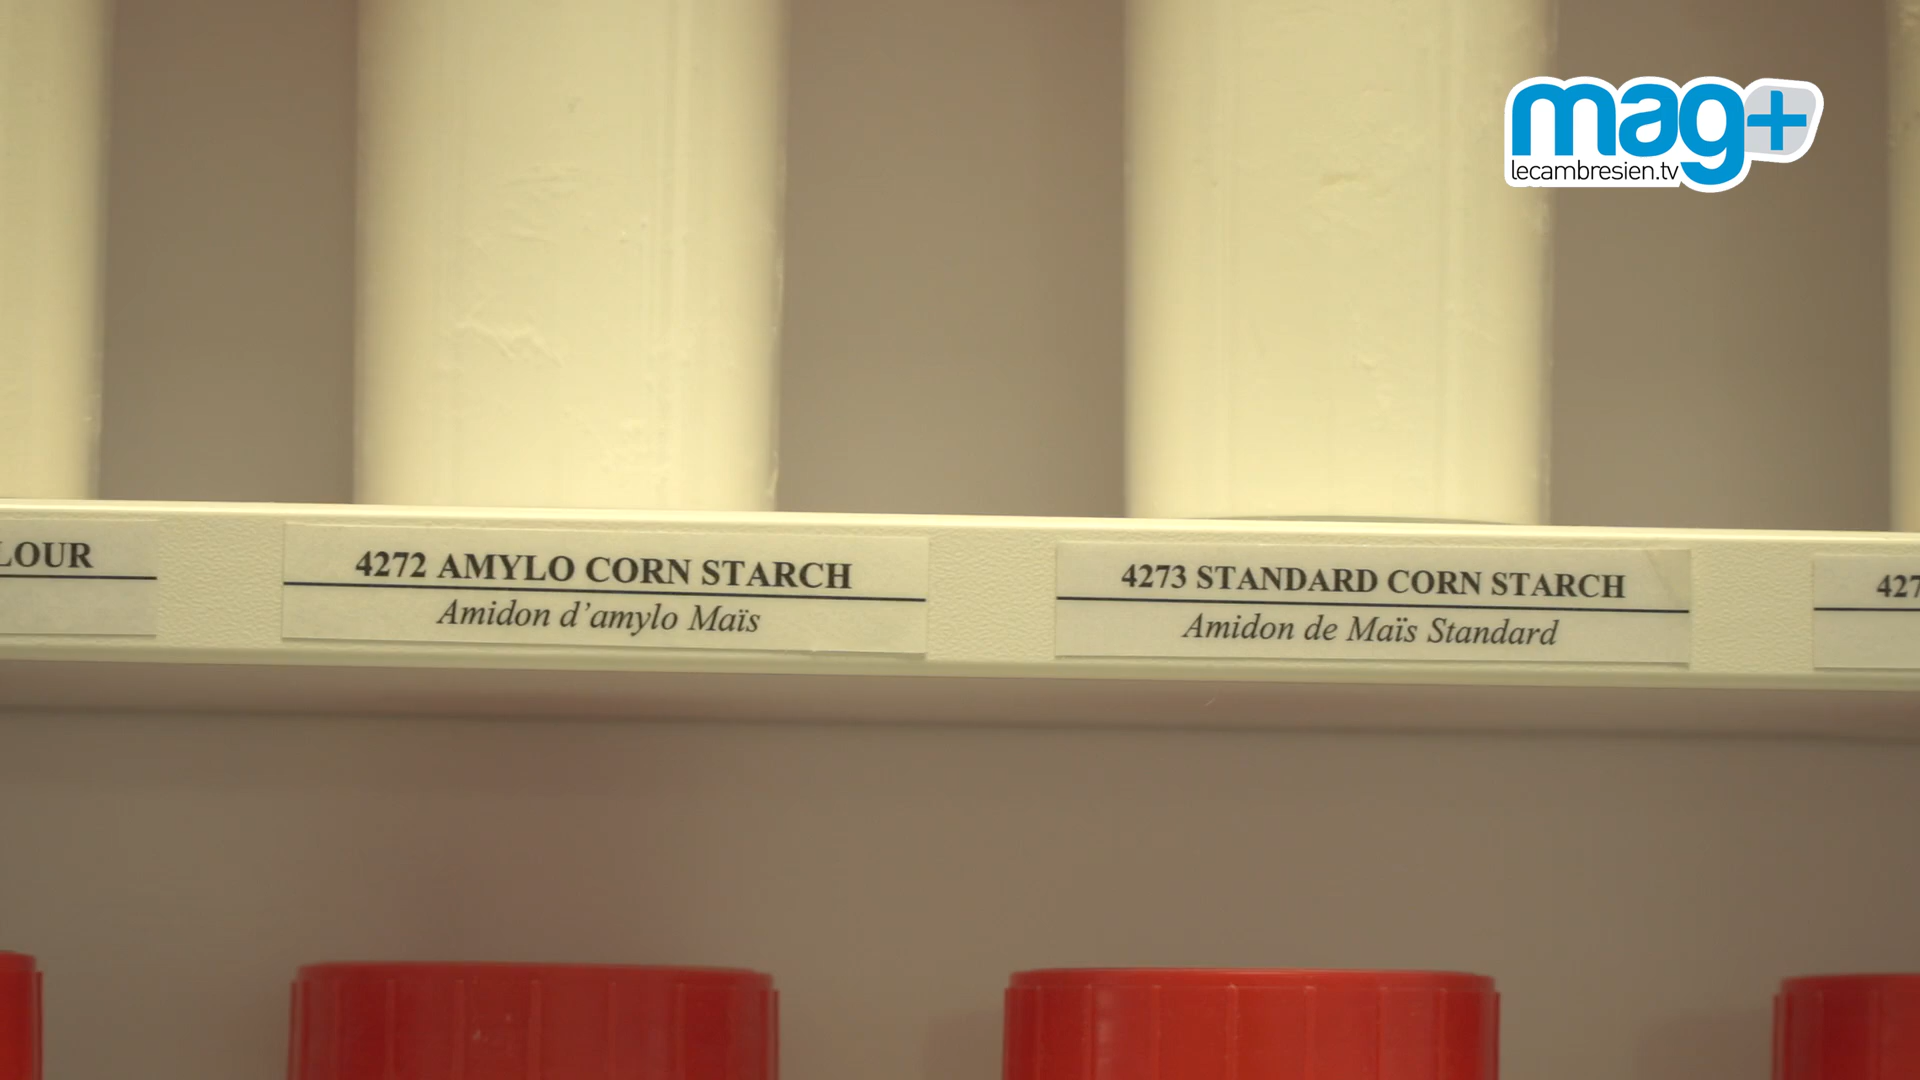 mag+
lecambresien.tv
LOUR
4272 AMYLO CORN STARCH
Amidon d'amylo Maïs
4273 STANDARD CORN STARCH
Amidon de Maïs Standard
427